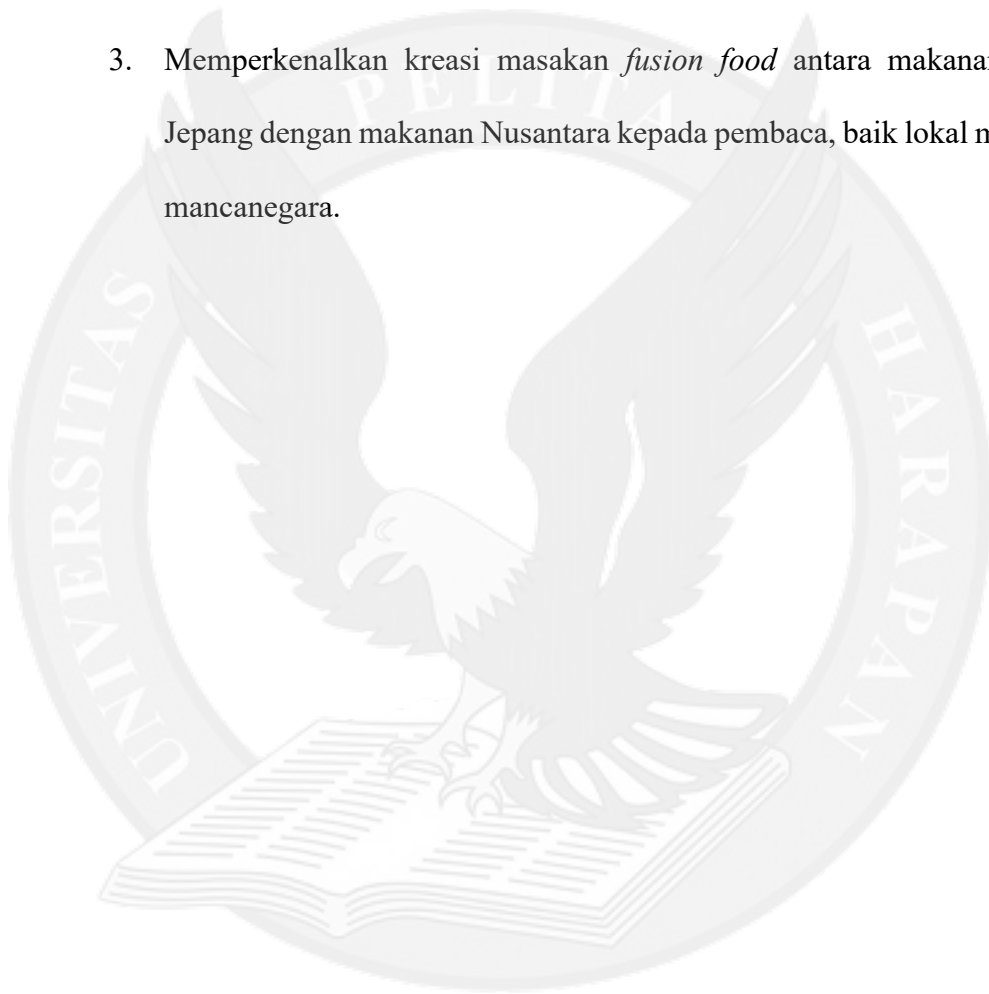 3. Memperkenalkan kreasi masakan fusion food antara
Jepang dengan makanan Nusantara kepada pembaca, baik lokal
mancanegara.
UNIVERSITAS PELITA HARAPAN